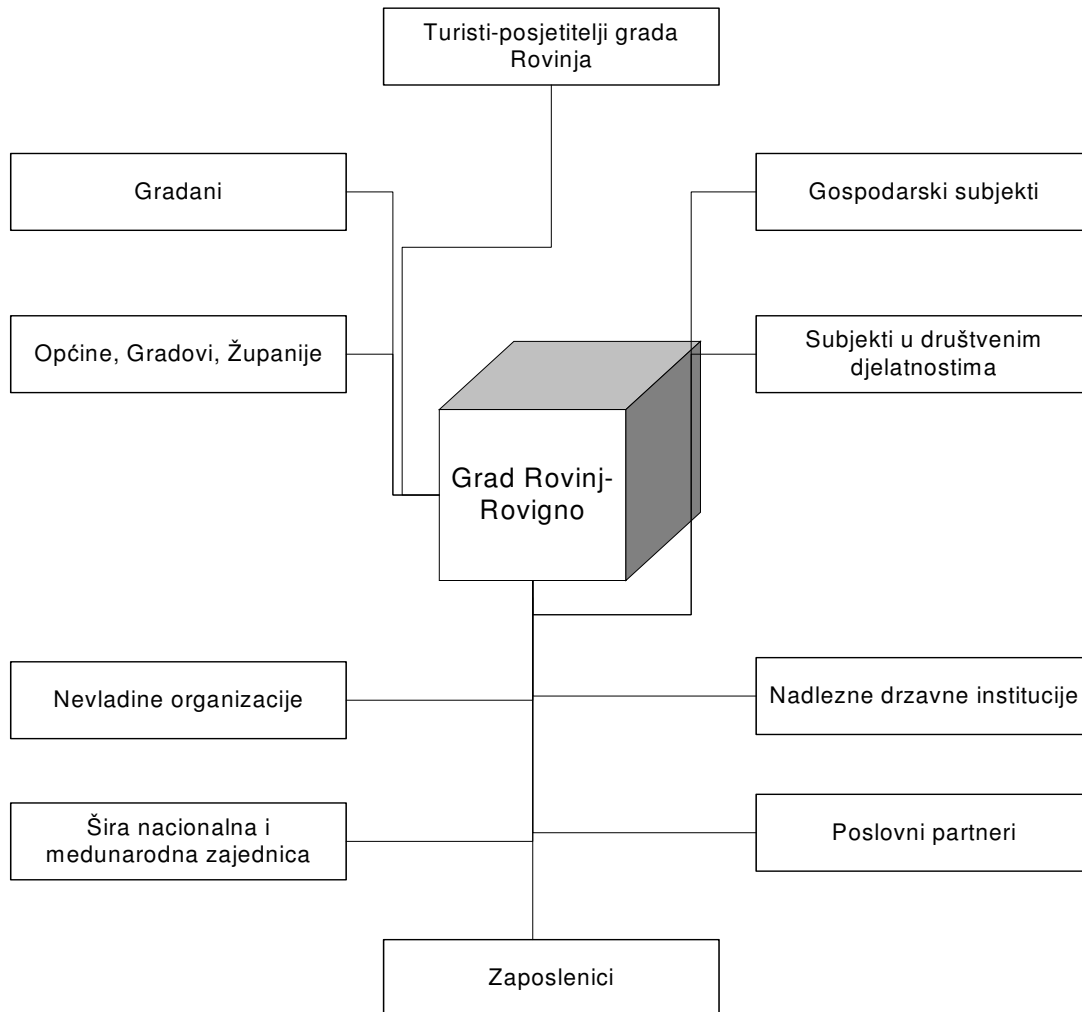 Turisti-posjetitelji grada
Rovinja
Gradani
Gospodarski subjekti
Općine, Gradovi, Županije
Subjekti u društvenim
djelatnostima
Grad Rovinj-
Rovigno
Nevladine organizacije
Nadlezne drzavne institucije
Šira nacionalna i
medunarodna zajednica
Poslovni partneri
Zaposlenici